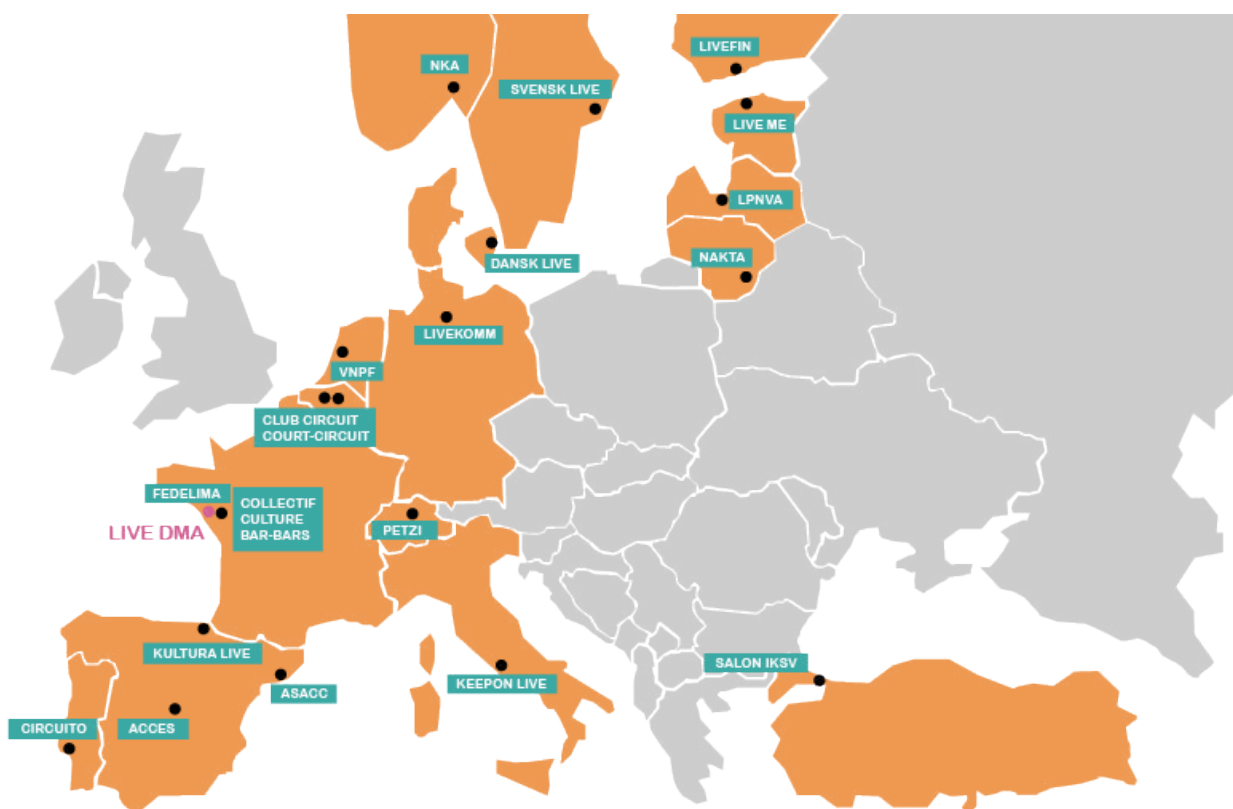 LIVEFIN
NKA
SVENSK LIVE
LIVE ME
LPNVA
NAKTA
DANSK LIVE
LIVEKOMM
VNPF
CLUB CIRCUIT
COURT-CIRCUIT
FEDELIMA
COLLECTIF
CULTURE
BAR-BARS
LIVE DMA
PETZI
KULTURA LIVE
SALON IKSV
KEEPON LIVE
ASACC
CIRCUITO
ACCES